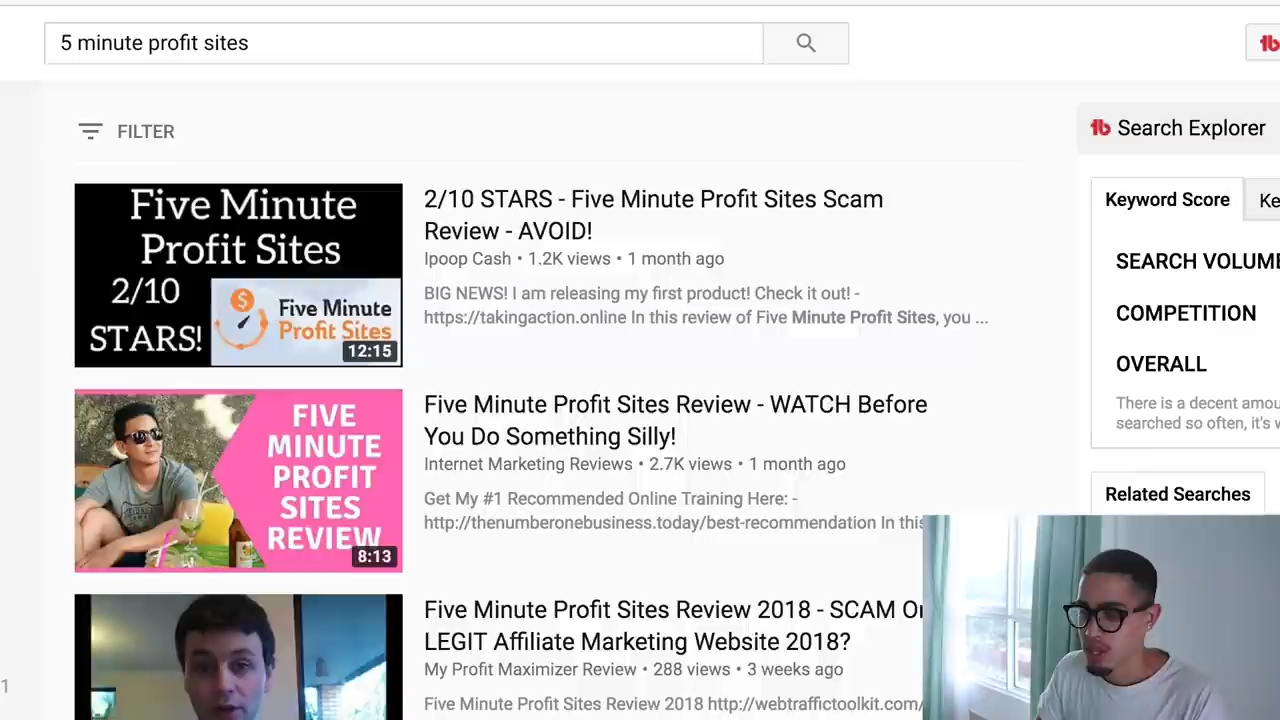 5 minute profit sites
FILTER
Five Minute
Profit Sites
2/10
STARS!
Five Minute
Profit Sites
12:15
2/10 STARS - Five Minute Profit Sites Scam
Review - AVOID!
Ipoop Cash • 1.2K views • 1 month ago
BIG NEWS! I am releasing my first product! Check it out! -
https://takingaction.online In this review of Five Minute Profit Sites, you ...
FIVE
MINUTE
PROFIT
SITES
REVIEW
8:13
Five Minute Profit Sites Review - WATCH Before
You Do Something Silly!
Internet Marketing Reviews • 2.7K views • 1 month ago
Get My #1 Recommended Online Training Here: -
http://thenumberonebusiness.today/best-recommendation In this
Five Minute Profit Sites Review 2018 - SCAM O
LEGIT Affiliate Marketing Website 2018?
My Profit Maximizer Review • 288 views • 3 weeks ago
Five Minute Profit Sites Review 2018 http://webtraffictoolkit.com/
1
tb
tb Search Explorer
Keyword Score
Ke
SEARCH VOLUME
COMPETITION
OVERALL
There is a decent amou
searched so often, it's w
Related Searches